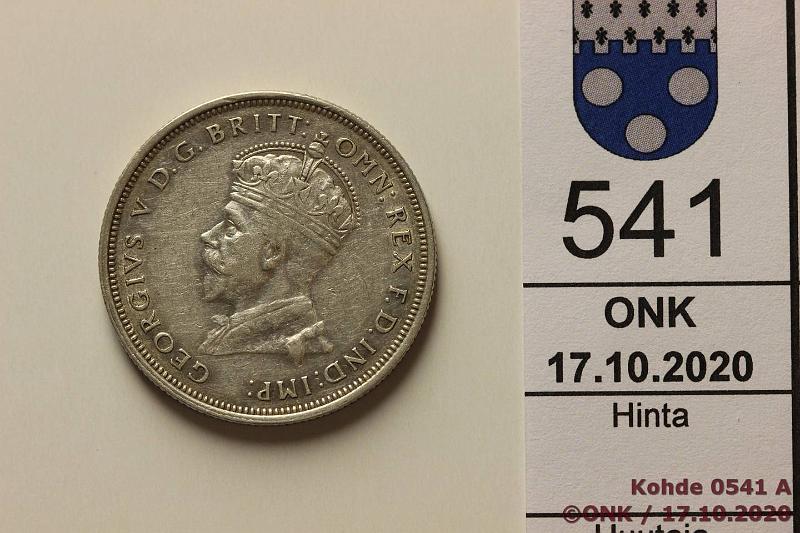 GEORGIVS V D.G. BRITT: OMN: REX F.D. IND: IMP:
541
ONK
17.10.2020
Hinta
Kohde 0541 A
©ONK / 17.10.2020